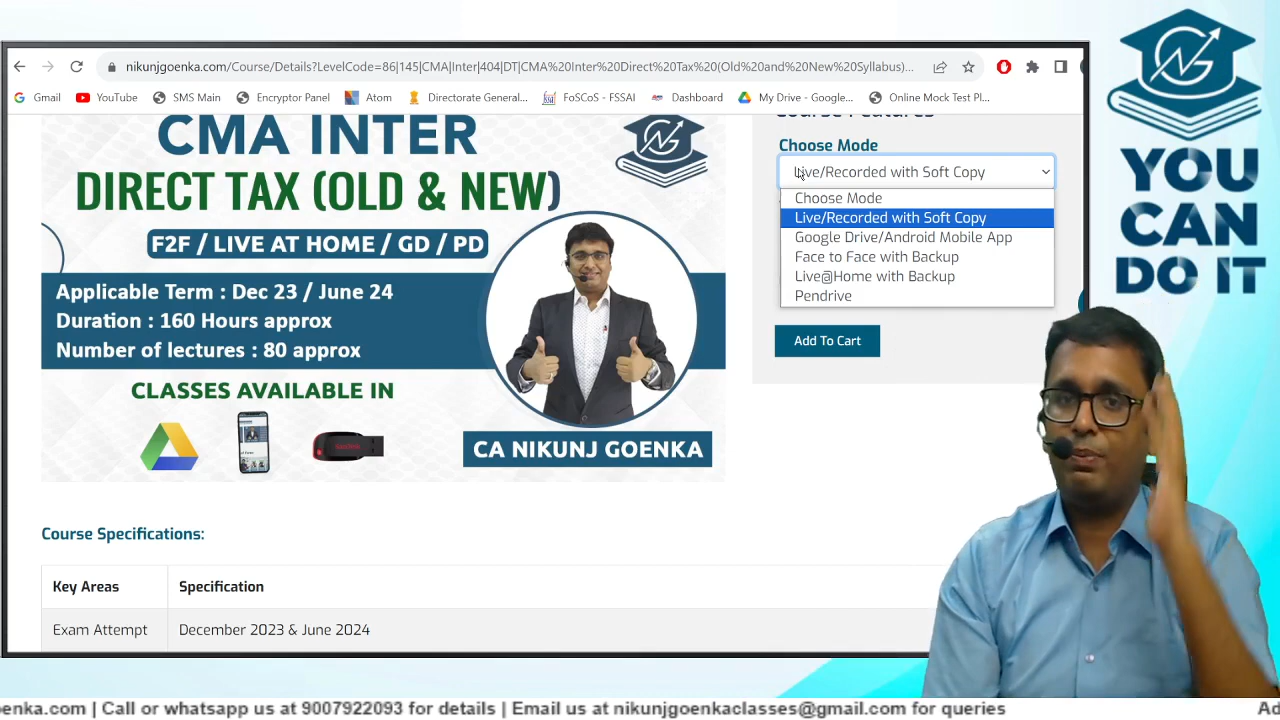 nikunjgoenka.com/Course/Details?LevelCode=36|145|CMA|Inter|404|DT|CMA%20Inter%20Direct%20Tax%20(Old%20and%20New%20Syllabus)...
Gmail YouTube SMS Main Encryptor Panel Atom Directorate General... FoSCoS - FSSAI Dashboard My Drive - Google... Online Mock Test Pl...
CMA INTER
DIRECT TAX (OLD & NEW)
F2F / LIVE AT HOME / GD / PD
Applicable Term : Dec 23 / June 24
Duration : 160 Hours approx
Number of lectures : 80 approx
CLASSES AVAILABLE IN
CA NIKUNJ GOENKA
Course Features
Choose Mode
Live/Recorded with Soft Copy
Choose Mode
Live/Recorded with Soft Copy
Google Drive/Android Mobile App
Face to Face with Backup
Live@Home with Backup
Pendrive
Add To Cart
Course Specifications:
Key Areas Specification
Exam Attempt December 2023 & June 2024
NG
YOU
CAN
DO IT
enka.com | Call or whatsapp us at 9007922093 for details | Email us at nikunjgoenkaclasses@gmail.com for queries